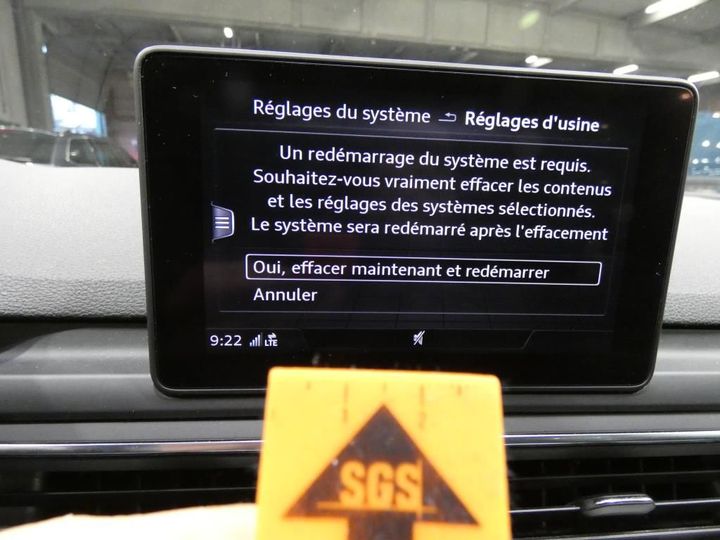 Réglages du système Réglages d'usine
Un redémarrage du système est requis.
Souhaitez-vous vraiment effacer les contenus
et les réglages des systèmes sélectionnés.
Le système sera redémarré après l'effacement
Oui, effacer maintenant et redémarrer
Annuler
9:22 LTE
1 2
SGS